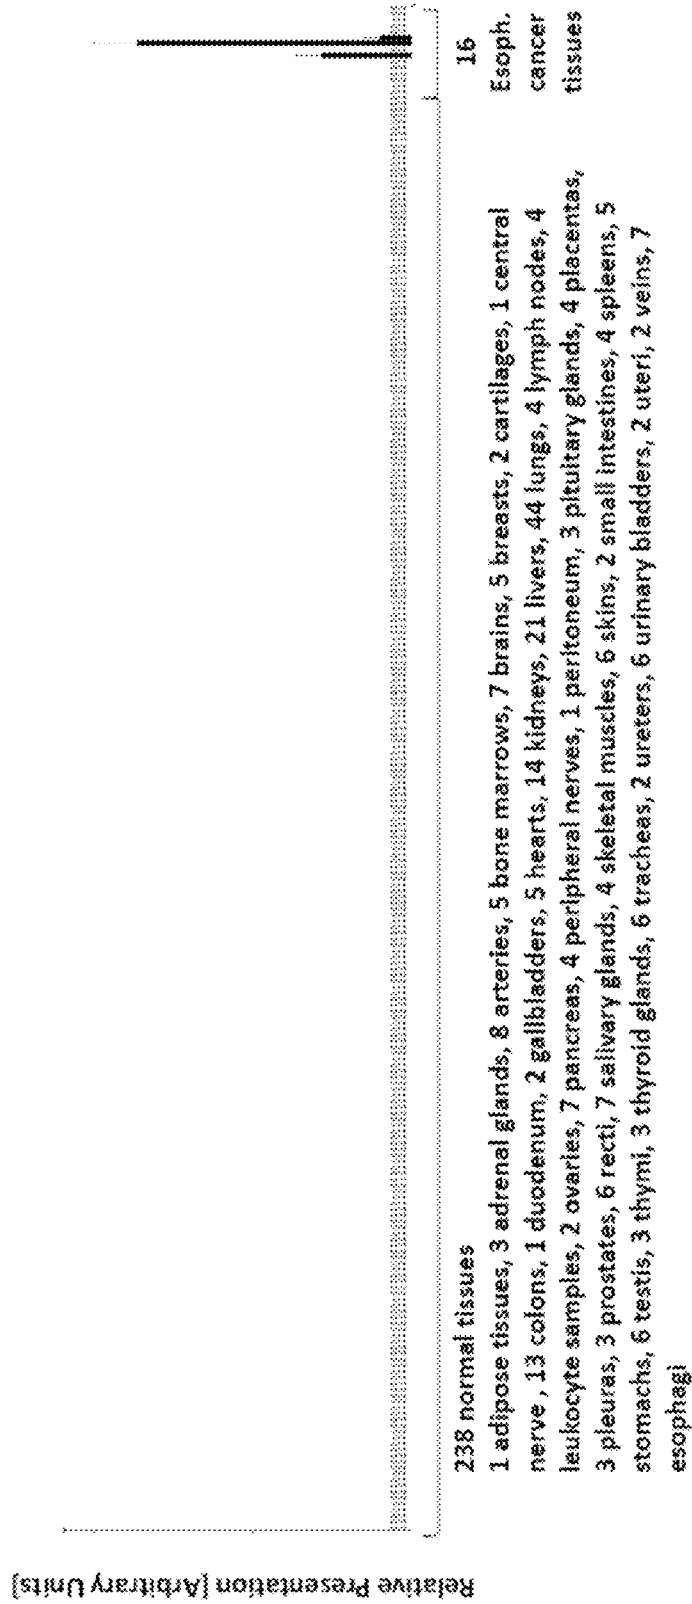 Relative Presentation [Arbitrary Units]
238 normal tissues
1 adipose tissues, 3 adrenal glands, 8 arteries, 5 bone marrows, 7 brains, 5 breasts, 2 cartilages, 1 central
nerve , 13 colons, 1 duodenum, 2 gallbladders, 5 hearts, 14 kidneys, 21 livers, 44 lungs, 4 lymph nodes, 4
leukocyte samples, 2 ovaries, 7 pancreas, 4 peripheral nerves, 1 peritoneum, 3 pituitary glands, 4 placentas,
3 pleuras, 3 prostates, 6 recti, 7 salivary glands, 4 skeletal muscles, 6 skins, 2 small intestines, 4 spleens, 5
stomachs, 6 testis, 3 thymi, 3 thyroid glands, 6 tracheas, 2 ureters, 6 urinary bladders, 2 uteri, 2 veins, 7
esophagi
16
Esoph.
cancer
tissues